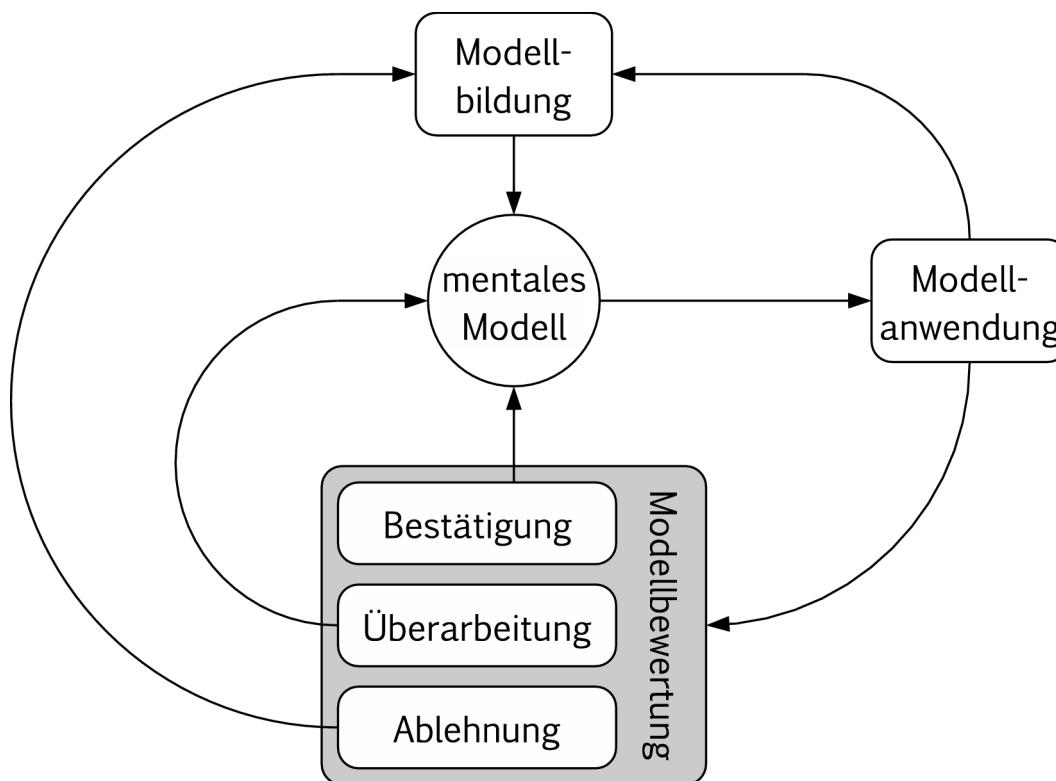 Modell-
bildung
mentales
Modell
Modell-
anwendung
Bestätigung
Überarbeitung
Ablehnung
Modellbewertung